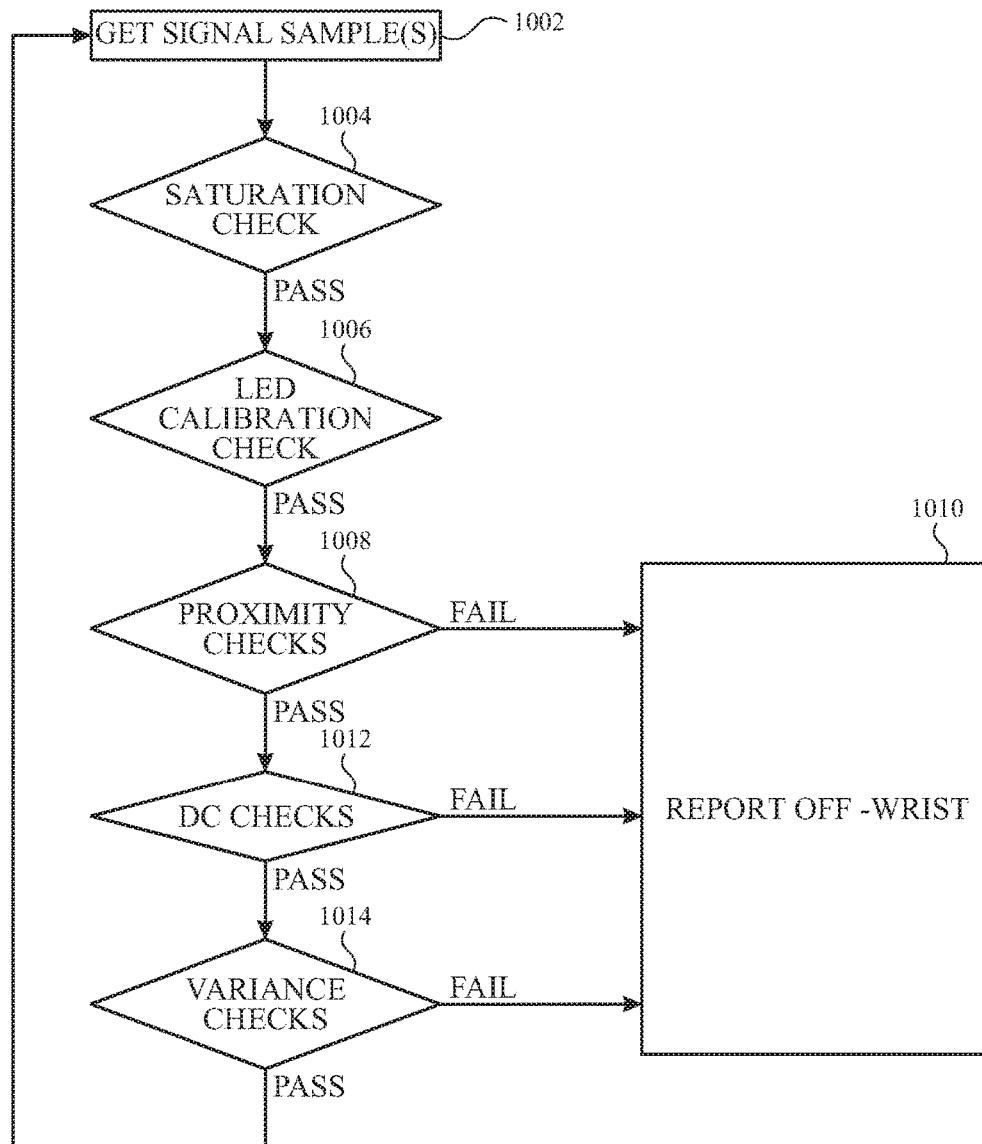 GET SIGNAL SAMPLE(S)
1002
1004
SATURATION
CHECK
PASS
1006
LED
CALIBRATION
CHECK
PASS
1008
1010
PROXIMITY
CHECKS
FAIL
PASS
1012
DC CHECKS
FAIL
REPORT OFF -WRIST
PASS
1014
VARIANCE
CHECKS
FAIL
PASS